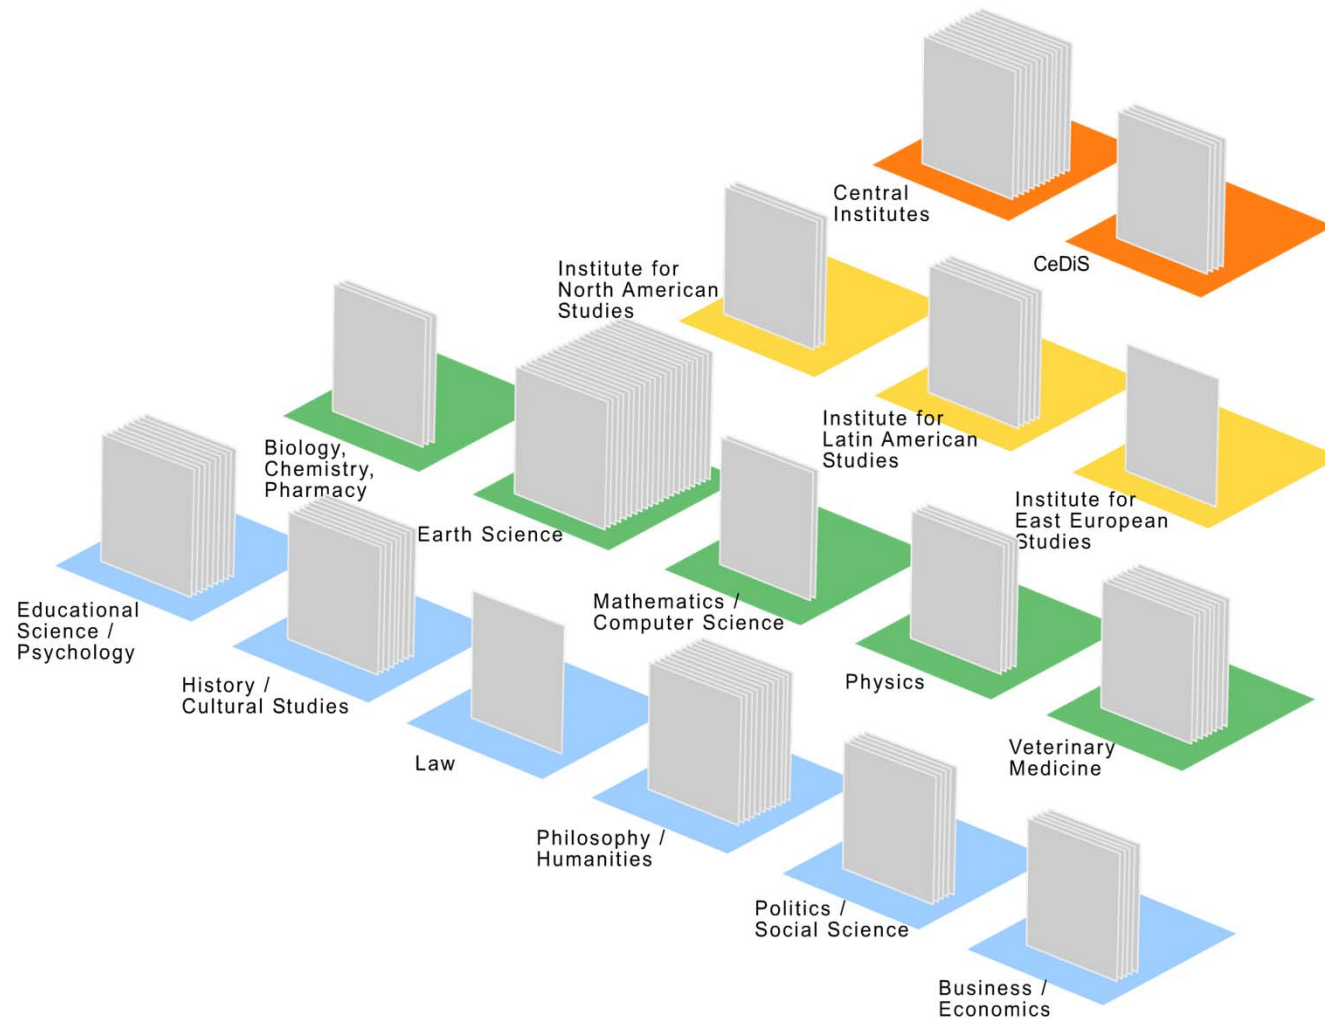 Central
Institutes
CeDiS
Institute for
North American
Studies
Institute for
Latin American
Studies
Institute for
East European
Studies
Biology,
Chemistry,
Pharmacy
Earth Science
Mathematics /
Computer Science
Physics
Veterinary
Medicine
Educational
Science /
Psychology
History /
Cultural Studies
Law
Philosophy /
Humanities
Politics /
Social Science
Business /
Economics